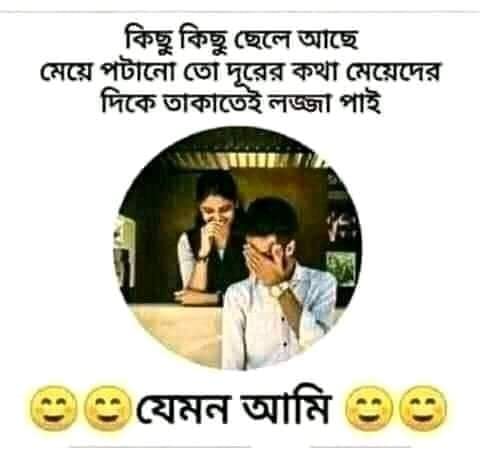 কিছু কিছু ছেলে আছে
মেয়ে পটানো তো দূরের কথা মেয়েদের
দিকে তাকাতেই লজ্জা পাই
😊😊যেমন আমি 😊😊